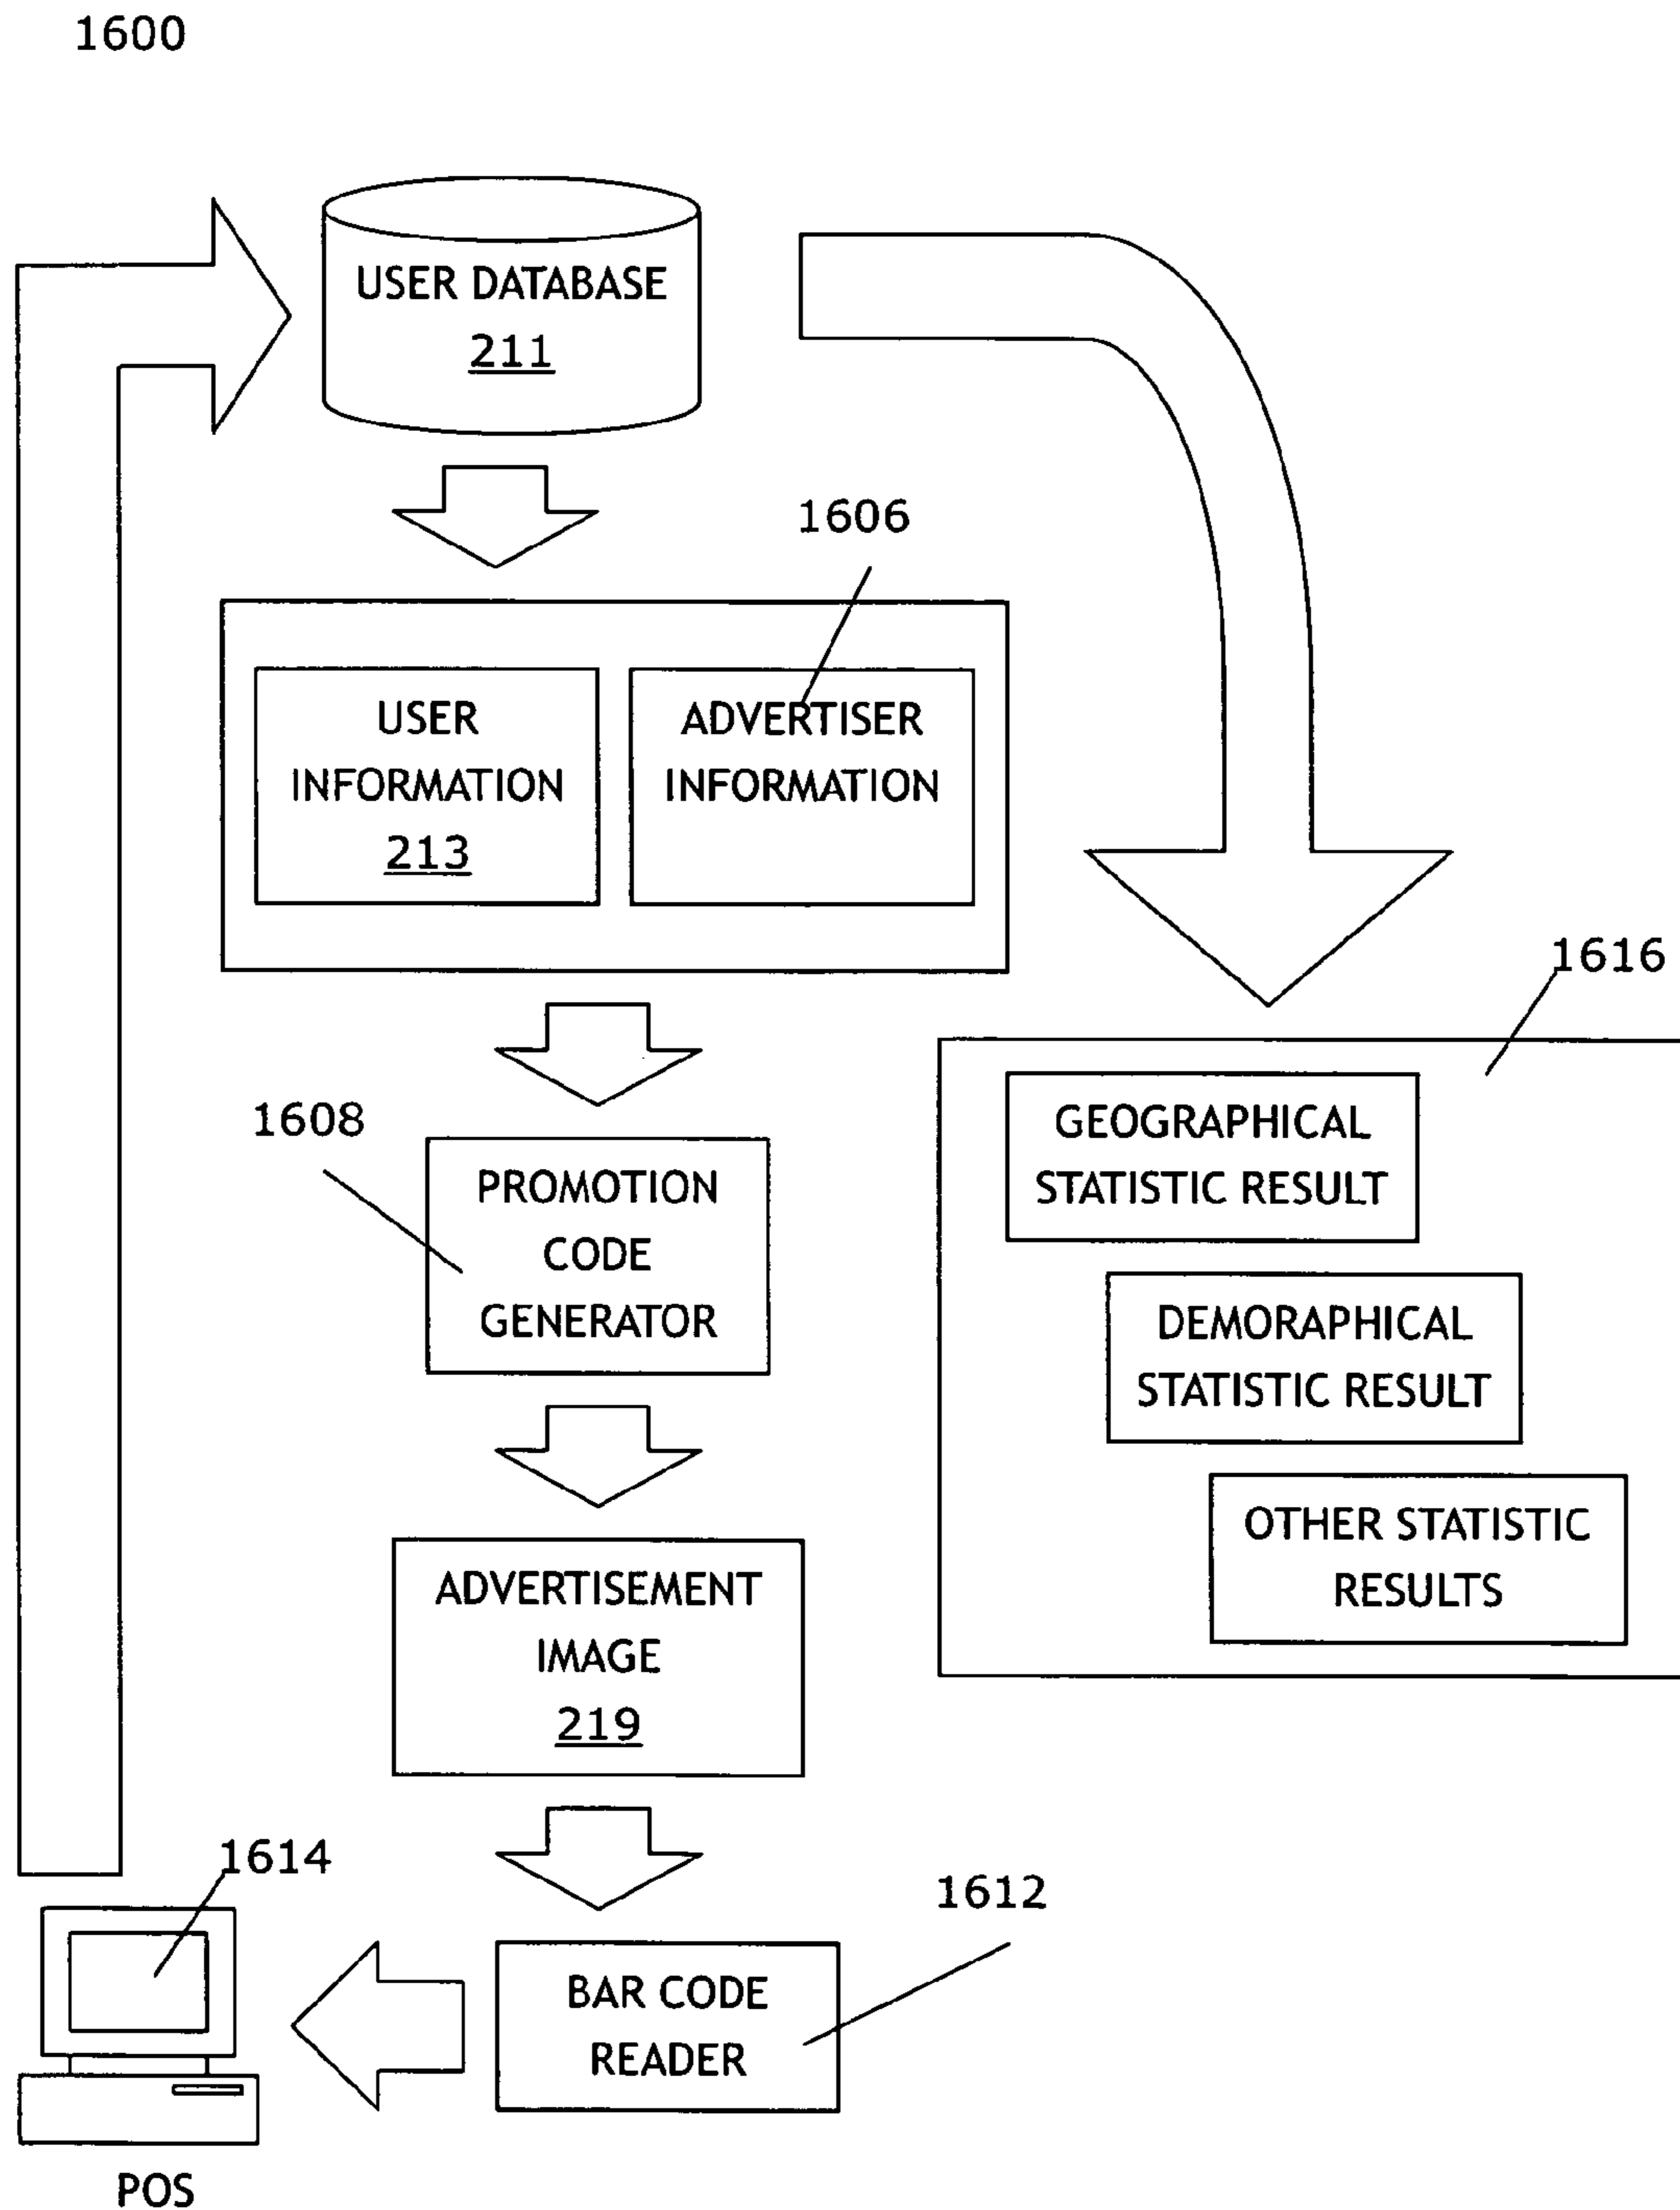 1600
USER DATABASE
211
1606
USER
INFORMATION
213
ADVERTISER
INFORMATION
1616
GEOGRAPHICAL
STATISTIC RESULT
1608
PROMOTION
CODE
GENERATOR
DEMORAPHICAL
STATISTIC RESULT
OTHER STATISTIC
RESULTS
ADVERTISEMENT
IMAGE
219
1614
1612
BAR CODE
READER
POS